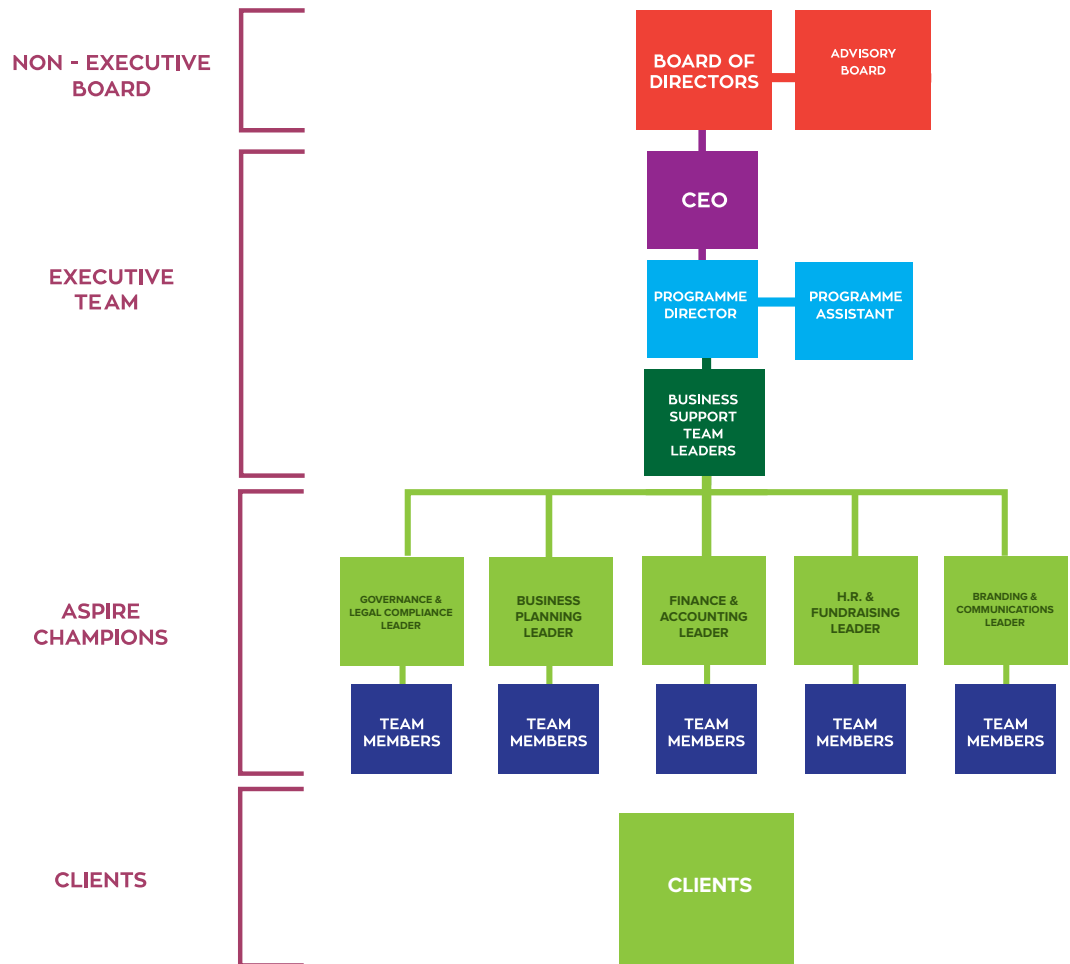 NON - EXECUTIVE
BOARD
BOARD OF
DIRECTORS
ADVISORY
BOARD
EXECUTIVE
TEAM
CEO
PROGRAMME
DIRECTOR
PROGRAMME
ASSISTANT
BUSINESS
SUPPORT
TEAM
LEADERS
ASPIRE
CHAMPIONS
GOVERNANCE &
LEGAL COMPLIANCE
LEADER
BUSINESS
PLANNING
LEADER
FINANCE &
ACCOUNTING
LEADER
H.R. &
FUNDRAISING
LEADER
BRANDING &
COMMUNICATIONS
LEADER
TEAM
MEMBERS
TEAM
MEMBERS
TEAM
MEMBERS
TEAM
MEMBERS
TEAM
MEMBERS
CLIENTS
CLIENTS